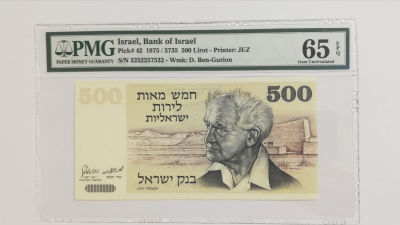 PMG
PAPER MONEY GUARANTY
Israel, Bank of Israel
Pick# 42 1975 / 5735 500 Lirot - Printer: JEZ
S/N 3252257532 - Wmk: D. Ben-Gurion
65 EPQ
Gem Uncirculated
500
חמש מאות
לירות
ישראליות
500
בנק ישראל